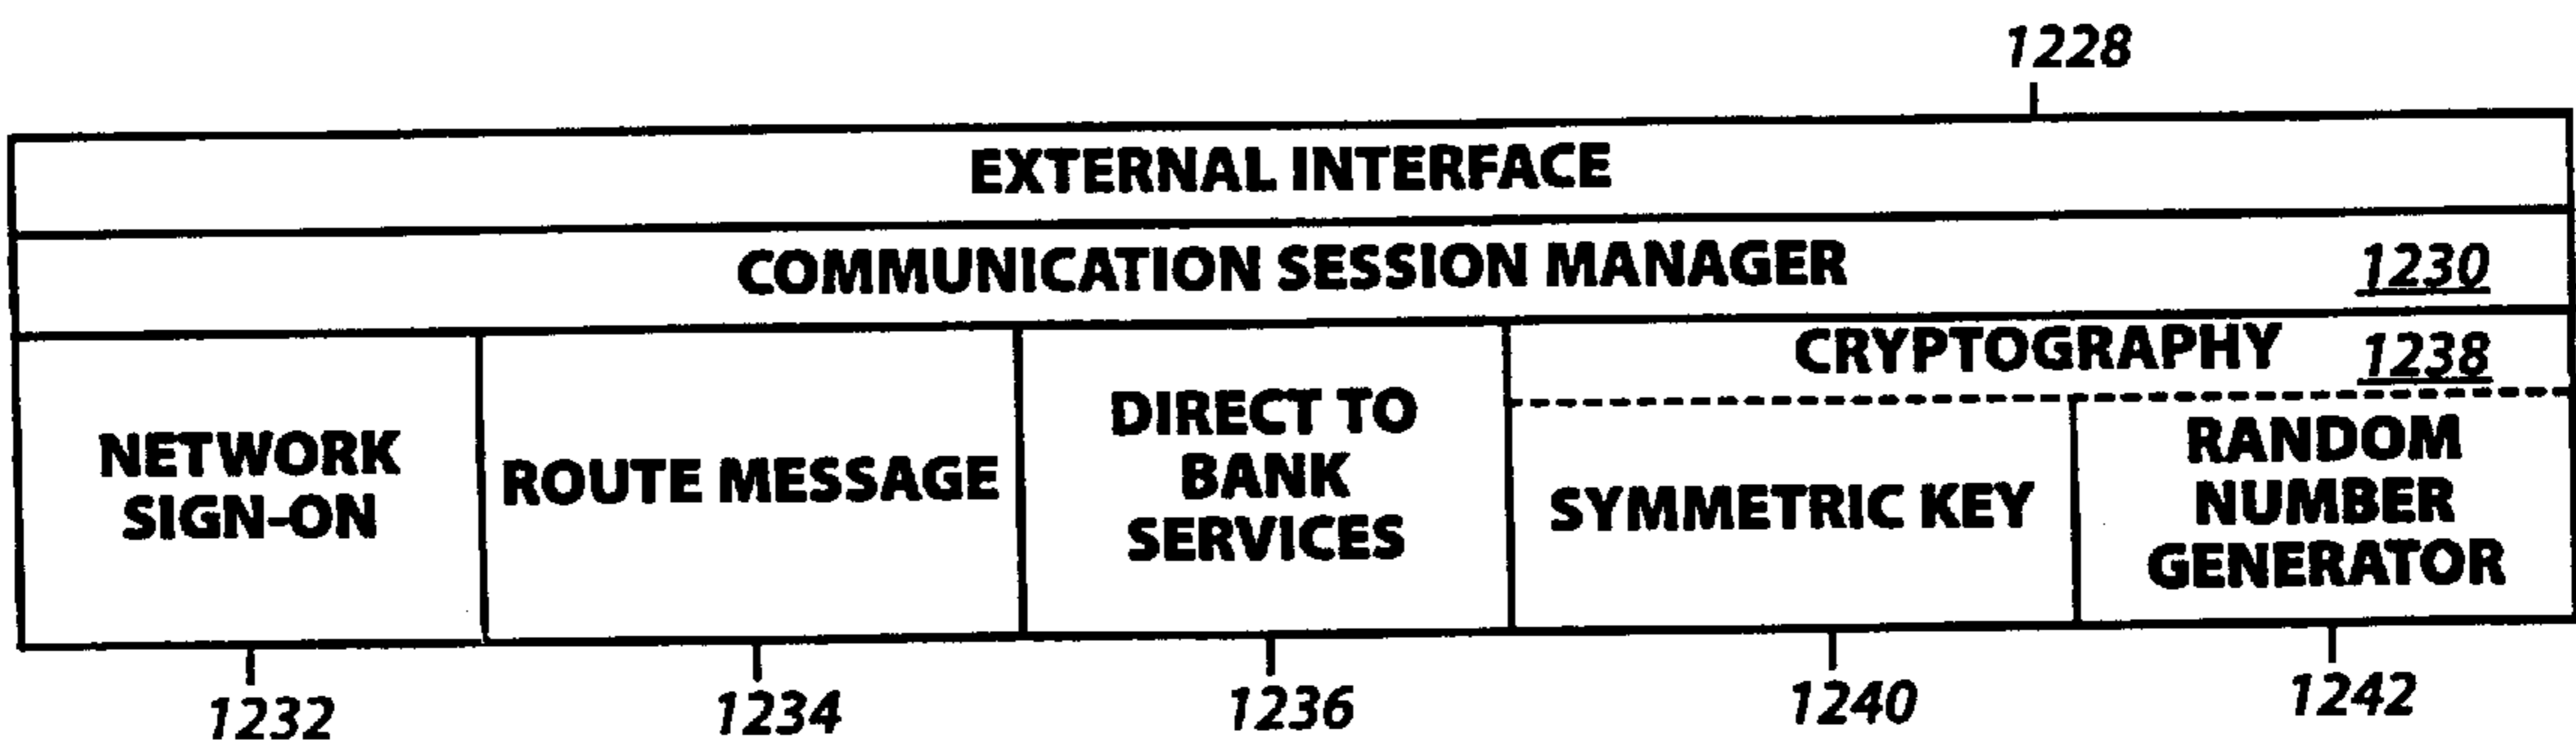 1228
EXTERNAL INTERFACE
COMMUNICATION SESSION MANAGER 1230
CRYPTOGRAPHY 1238
NETWORK
SIGN-ON
ROUTE MESSAGE
DIRECT TO
BANK
SERVICES
SYMMETRIC KEY
RANDOM
NUMBER
GENERATOR
1232 1234 1236 1240 1242